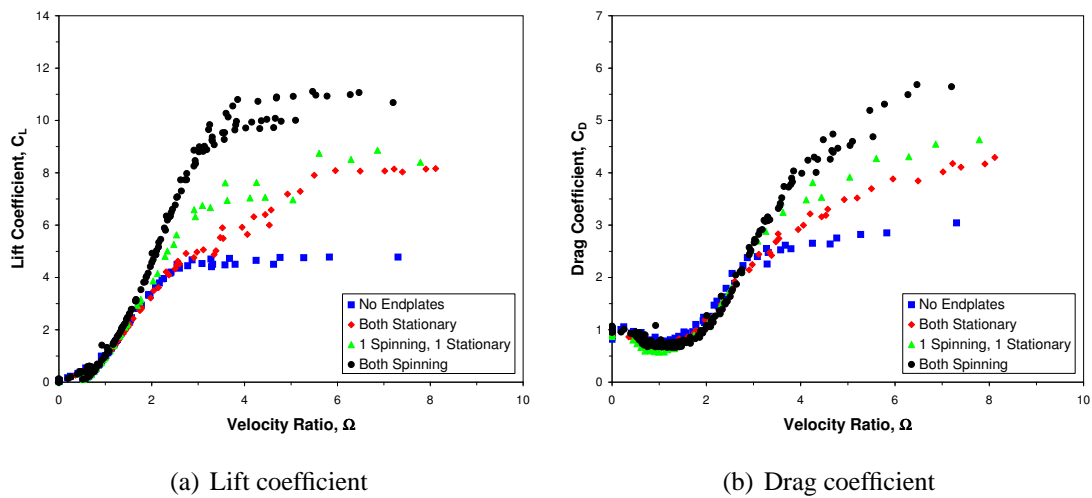 14
12
10
8
6
4
2
0
0 2 4 6 8 10
Lift Coefficient, C_L
Velocity Ratio, Ω
No Endplates
Both Stationary
1 Spinning, 1 Stationary
Both Spinning
(a) Lift coefficient
7
6
5
4
3
2
1
0
0 2 4 6 8 10
Drag Coefficient, C_D
Velocity Ratio, Ω
No Endplates
Both Stationary
1 Spinning, 1 Stationary
Both Spinning
(b) Drag coefficient